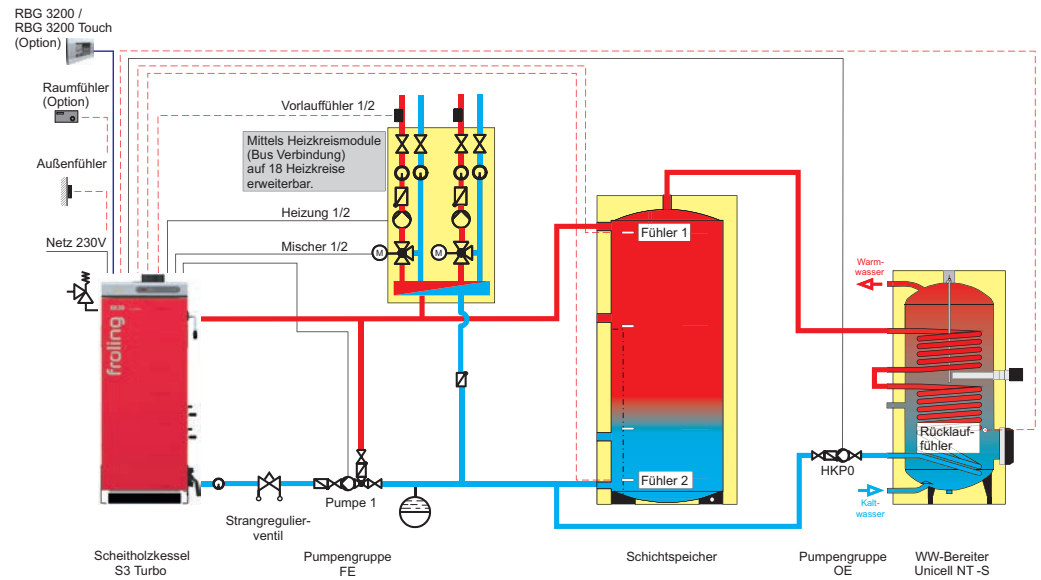 RBG 3200 /
RBG 3200 Touch
(Option)
Raumfühler
(Option)
Außenfühler
Netz 230V
Vorlauffühler 1/2
Mittels Heizkreismodule
(Bus Verbindung)
auf 18 Heizkreise
erweiterbar.
Heizung 1/2
Mischer 1/2
M
M
froling
Fühler 1
Fühler 2
Warm-
wasser
Rücklauf-
fühler
Kalt-
wasser
HKP0
Pumpe 1
Strangregulier-
ventil
Scheitholzkessel
S3 Turbo
Pumpengruppe
FE
Schichtspeicher
Pumpengruppe
OE
WW-Bereiter
Unicell NT -S